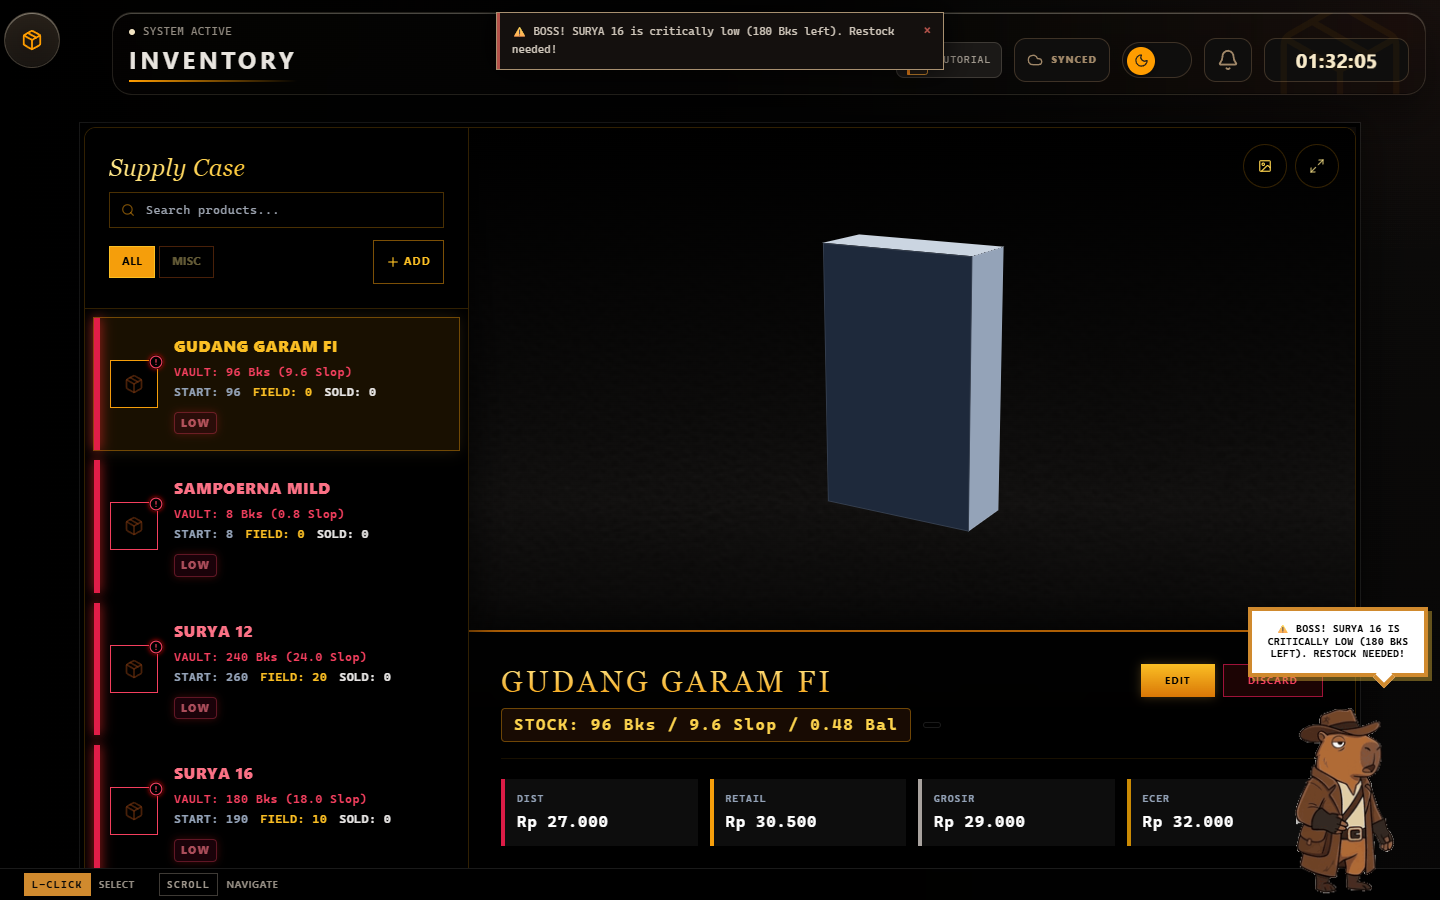 SYSTEM ACTIVE
INVENTORY
⚠ BOSS! SURYA 16 is critically low (180 Bks left). Restock
needed!
×
UTORIAL
SYNCED
01:32:05
Supply Case
Search products...
ALL
MISC
+ ADD
GUDANG GARAM FI
VAULT: 96 Bks (9.6 Slop)
START: 96 FIELD: 0 SOLD: 0
LOW
SAMPOERNA MILD
VAULT: 8 Bks (0.8 Slop)
START: 8 FIELD: 0 SOLD: 0
LOW
SURYA 12
VAULT: 240 Bks (24.0 Slop)
START: 260 FIELD: 20 SOLD: 0
LOW
SURYA 16
VAULT: 180 Bks (18.0 Slop)
START: 190 FIELD: 10 SOLD: 0
LOW
⚠ BOSS! SURYA 16 IS
CRITICALLY LOW (180 BKS
LEFT). RESTOCK NEEDED!
GUDANG GARAM FI
EDIT
DISCARD
STOCK: 96 Bks / 9.6 Slop / 0.48 Bal
DIST
Rp 27.000
RETAIL
Rp 30.500
GROSIR
Rp 29.000
ECER
Rp 32.000
L-CLICK
SELECT
SCROLL
NAVIGATE